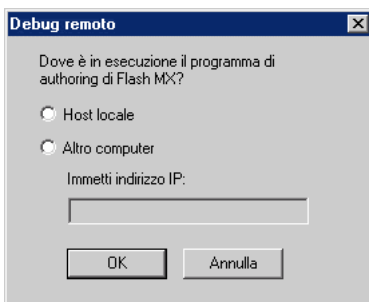 Debug remoto
Dove è in esecuzione il programma di
authoring di Flash MX?
Host locale
Altro computer
Immetti indirizzo IP:
OK
Annulla